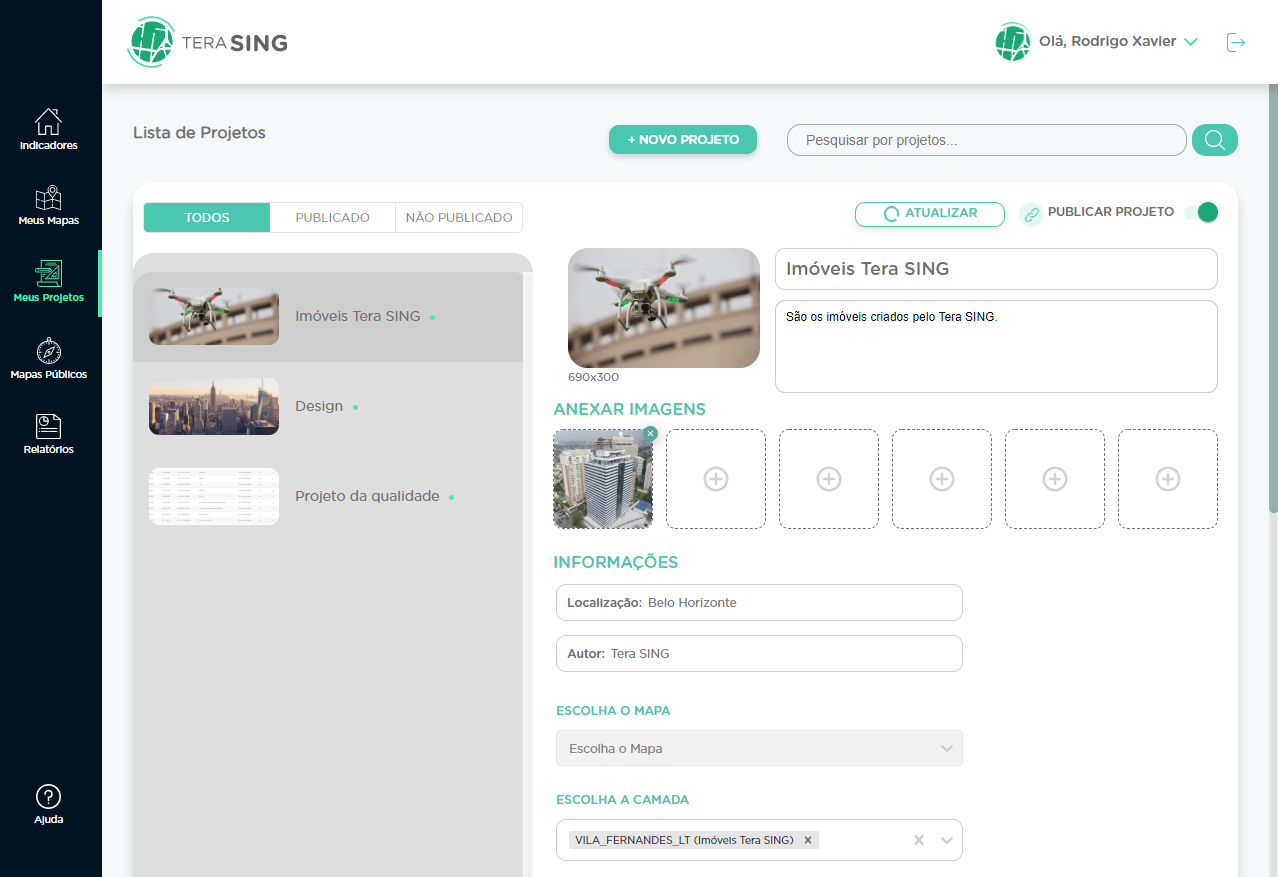 TERA SING
Olá, Rodrigo Xavier
Indicadores
Meus Mapas
Meus Projetos
Mapas Públicos
Relatórios
Ajuda
Lista de Projetos
+ NOVO PROJETO
Pesquisar por projetos...
TODOS
PUBLICADO
NÃO PUBLICADO
Imóveis Tera SING
Design
Projeto da qualidade
ATUALIZAR
PUBLICAR PROJETO
690x300
Imóveis Tera SING
São os imóveis criados pelo Tera SING.
ANEXAR IMAGENS
INFORMAÇÕES
Localização: Belo Horizonte
Autor: Tera SING
ESCOLHA O MAPA
Escolha o Mapa
ESCOLHA A CAMADA
VILA_FERNANDES_LT (Imóveis Tera SING)